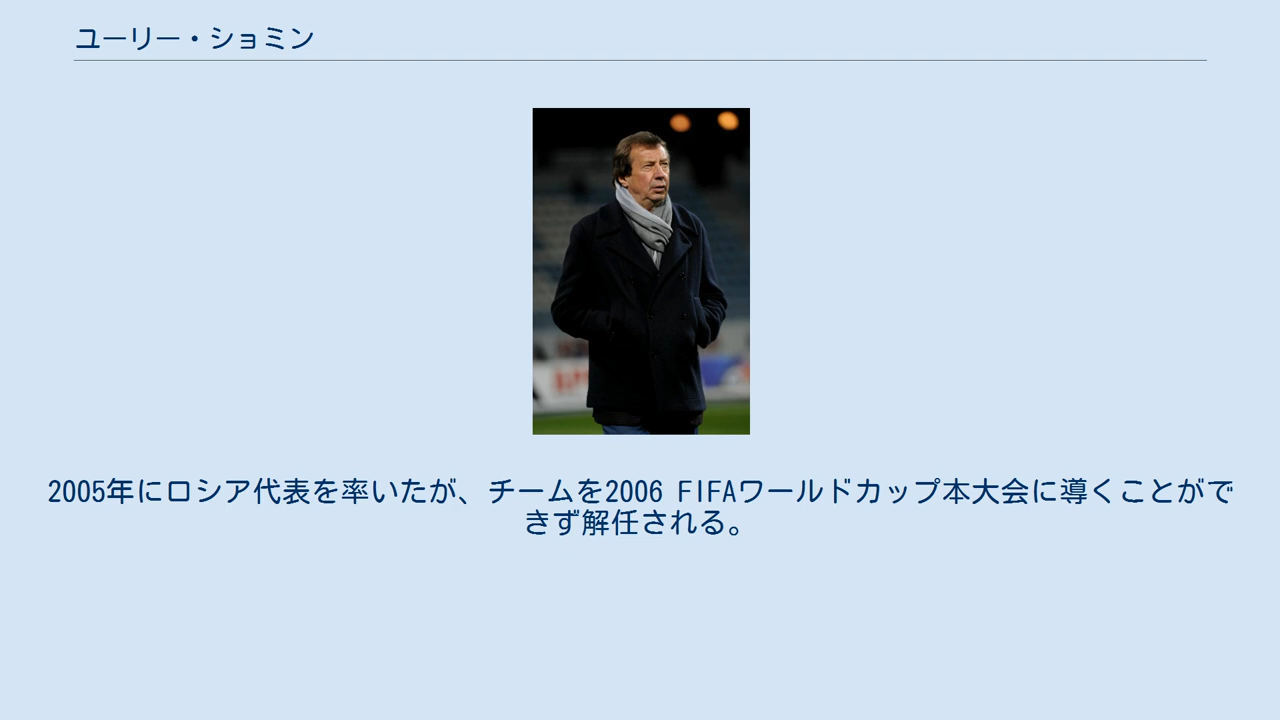 ユーリー・ショミン
2005年にロシア代表を率いたが、チームを2006 FIFAワールドカップ本大会に導くことがで
きず解任される。